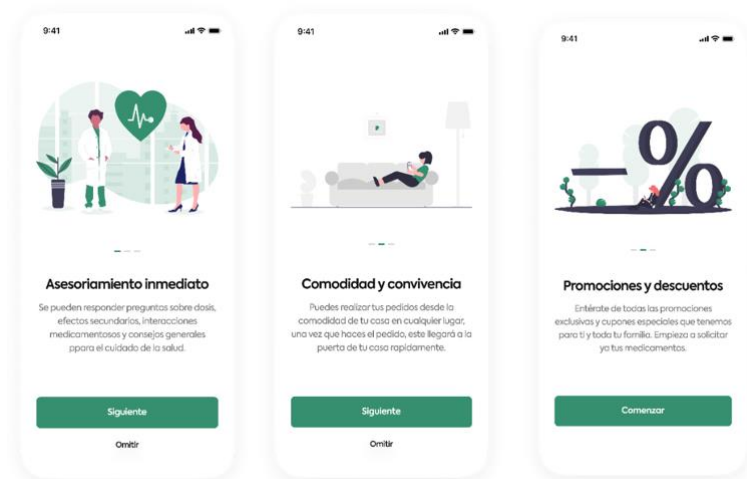 9:41
Asesoriamiento inmediato
Se pueden responder preguntas sobre dosis,
efectos secundarios, interacciones
medicamentosos y consejos generales
ppara el cuidado de la salud.
Siguiente
Omitir
9:41
Comodidad y convivencia
Puedes realizar tus pedidos desde la
comodidad de tu casa en cualquier lugar,
una vez que haces el pedido, este llegará a la
puerta de tu casa rapidamente.
Siguiente
Omitir
9:41
-%
Promociones y descuentos
Entérate de todas las promociones
exclusivas y cupones especiales que tenemos
para ti y toda tu familia. Empieza a solicitar
ya tus medicamentos.
Comenzar